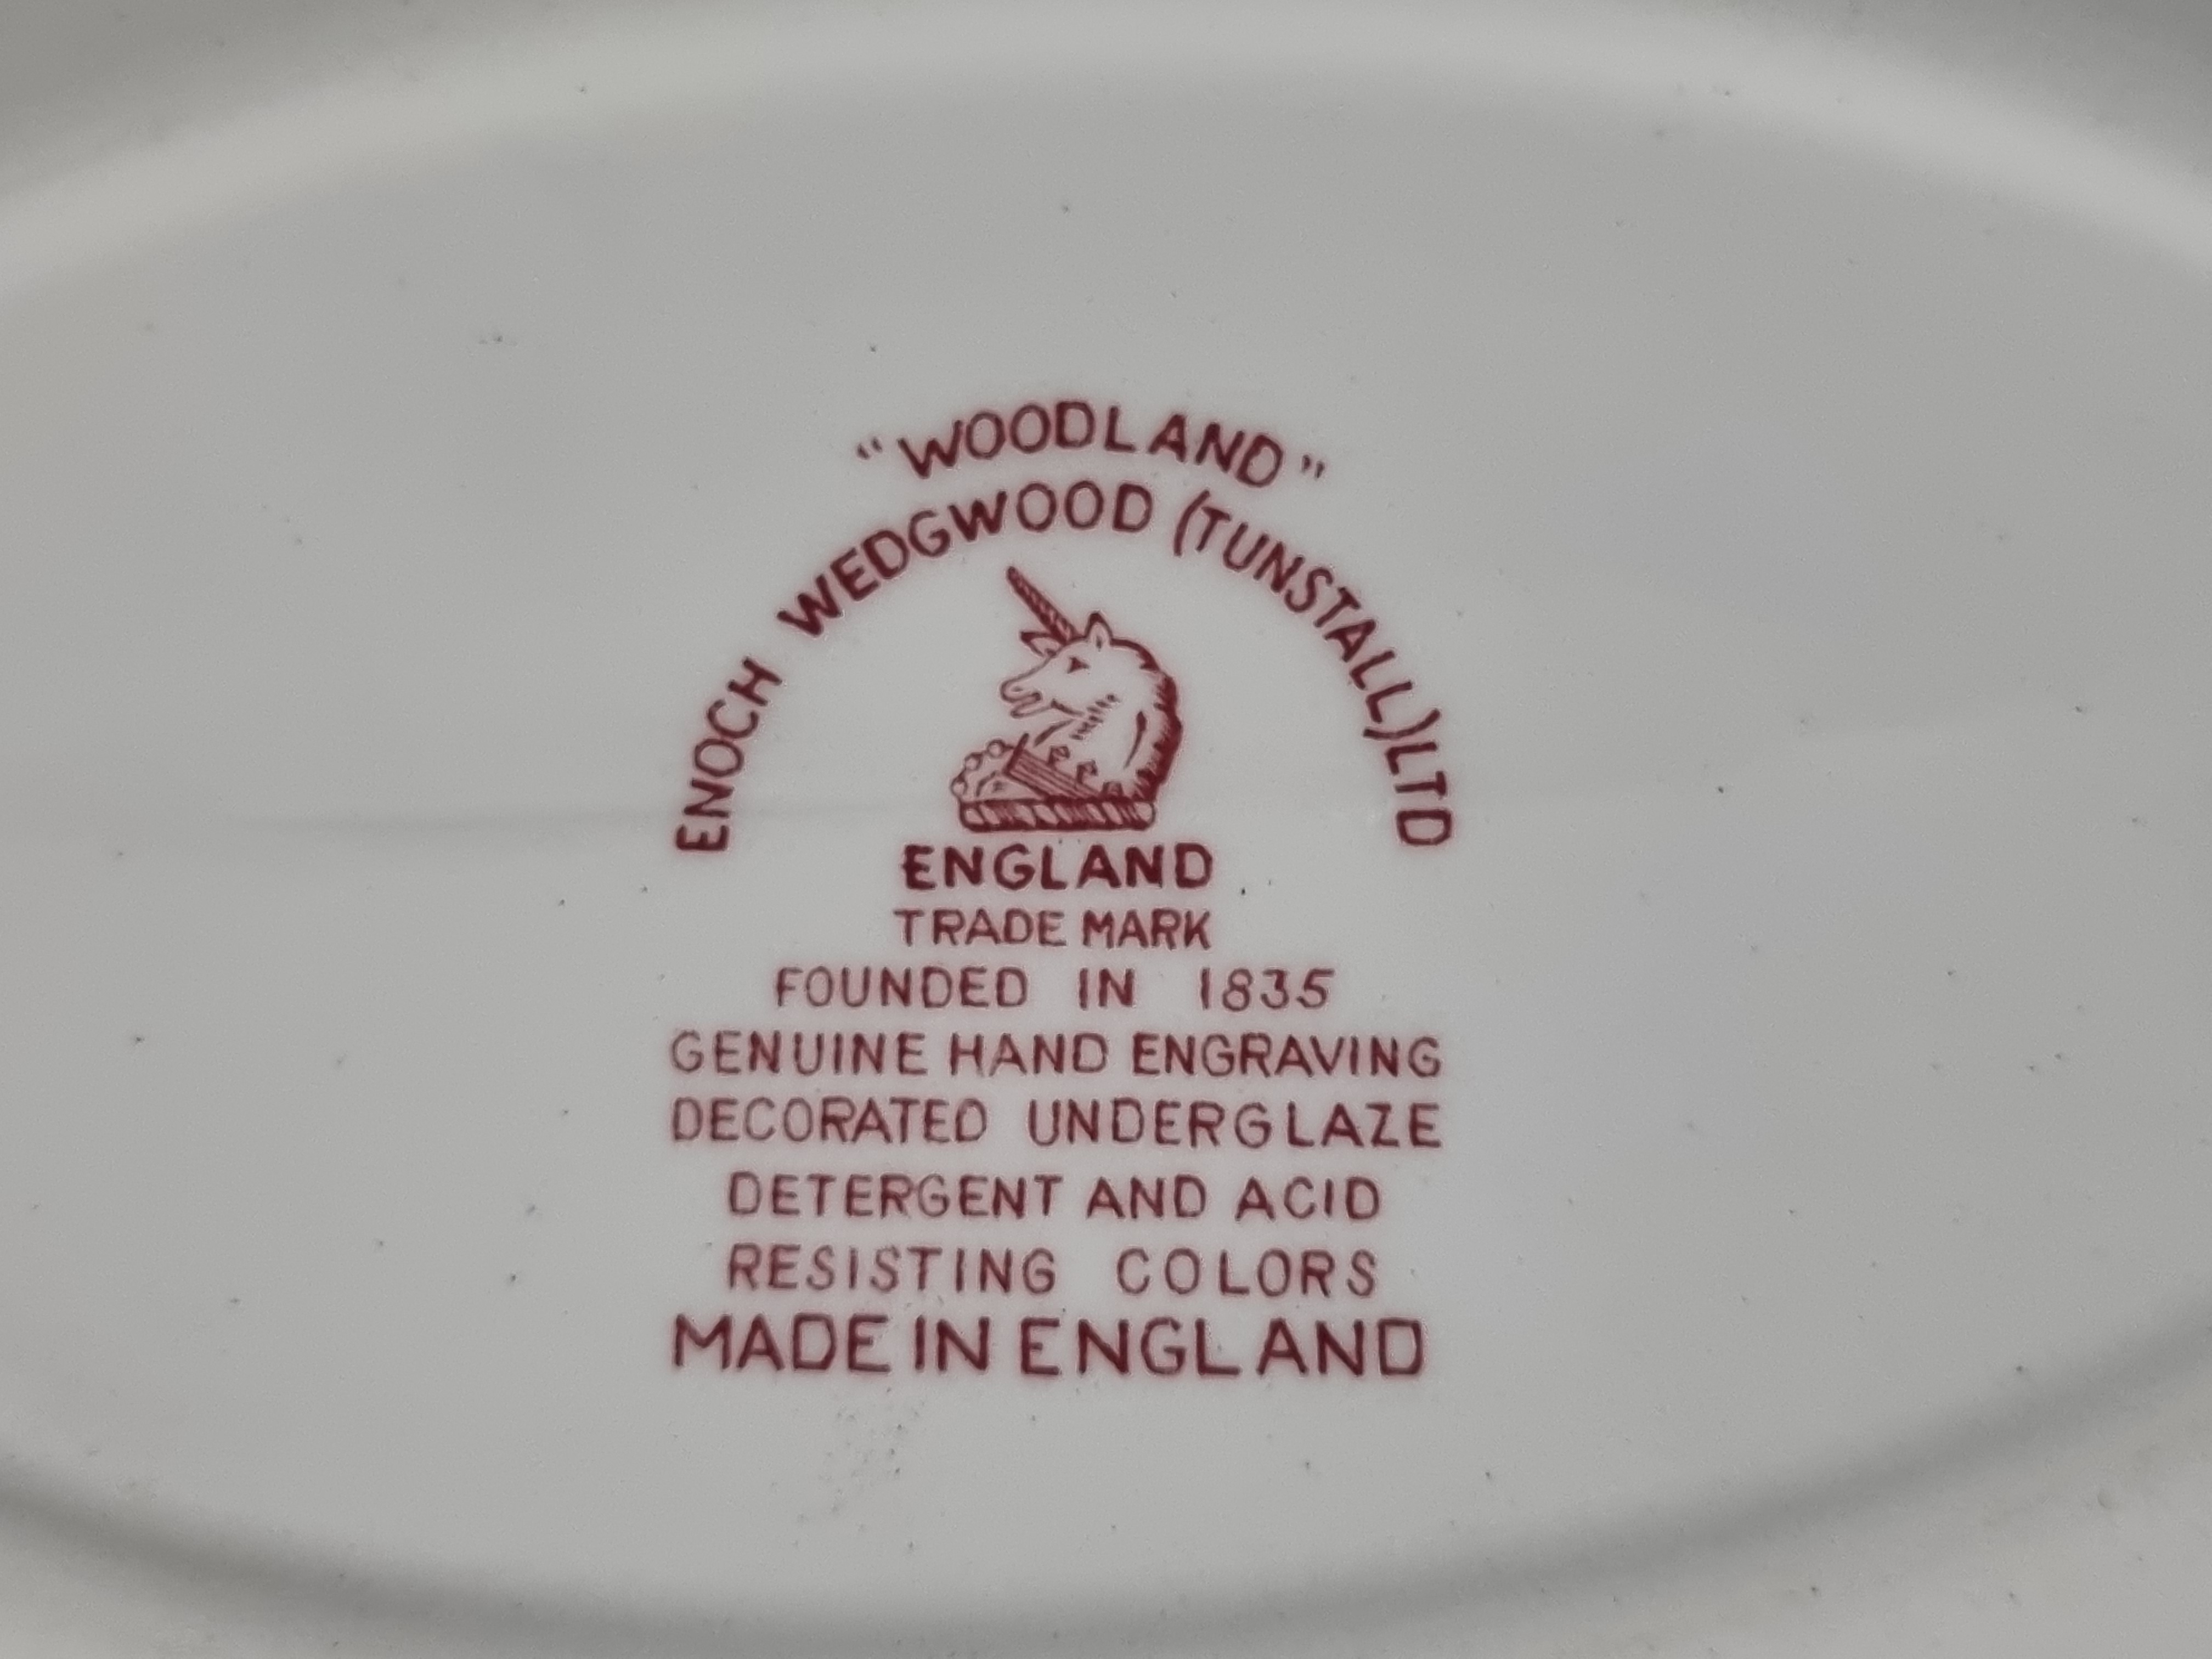 "WOODLAND"
ENOCH WEDGWOOD (TUNSTALL) LTD
ENGLAND
TRADE MARK
FOUNDED IN 1835
GENUINE HAND ENGRAVING
DECORATED UNDERGLAZE
DETERGENT AND ACID
RESISTING COLORS
MADE IN ENGLAND